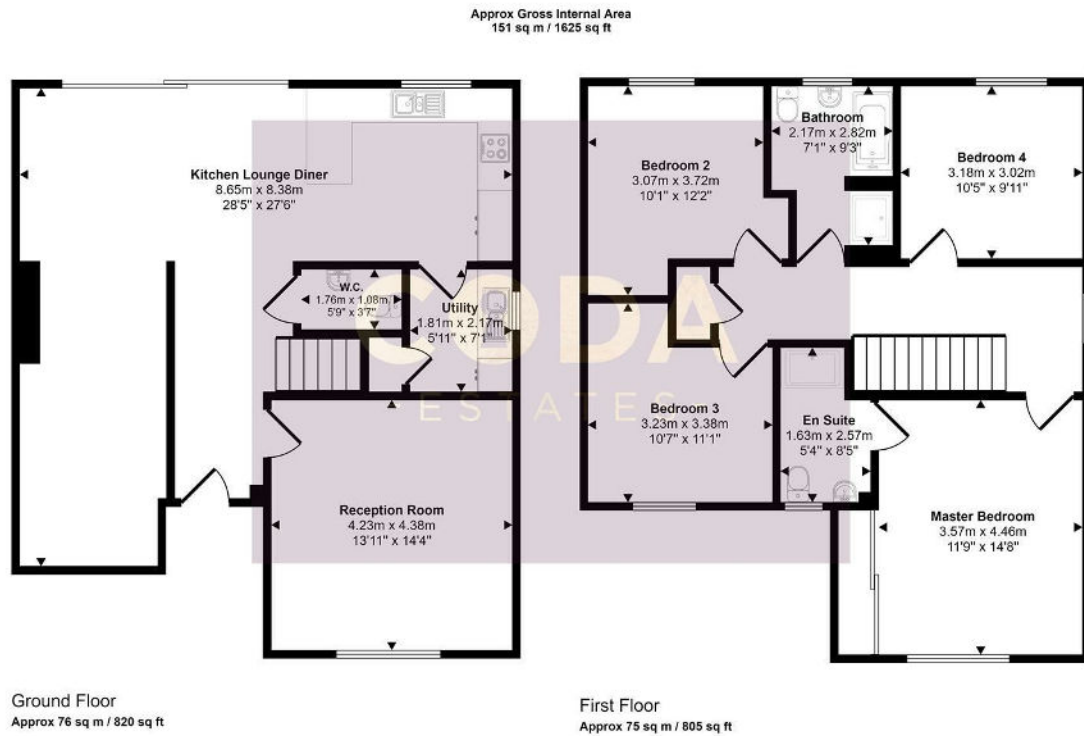 Approx Gross Internal Area
151 sq m / 1625 sq ft
Kitchen Lounge Diner
8.65m x 8.38m
28'5" x 27'6"
W.C.
1.76m x 1.08m
5'9" x 3'7"
Utility
1.81m x 2.17m
5'11" x 7'1"
Reception Room
4.23m x 4.38m
13'11" x 14'4"
Ground Floor
Approx 76 sq m / 820 sq ft
Bedroom 2
3.07m x 3.72m
10'1" x 12'2"
Bathroom
2.17m x 2.82m
7'1" x 9'3"
Bedroom 4
3.18m x 3.02m
10'5" x 9'11"
Bedroom 3
3.23m x 3.38m
10'7" x 11'1"
En Suite
1.63m x 2.57m
5'4" x 8'5"
Master Bedroom
3.57m x 4.46m
11'9" x 14'8"
First Floor
Approx 75 sq m / 805 sq ft
CODA
ESTATES